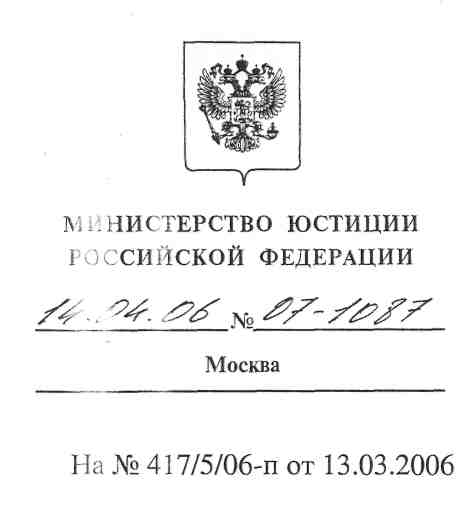 МИНИСТЕРСТВО ЮСТИЦИИ
РОССИЙСКОЙ ФЕДЕРАЦИИ
14.04.06 № 07-1087
Москва
На № 417/5/06-п от 13.03.2006